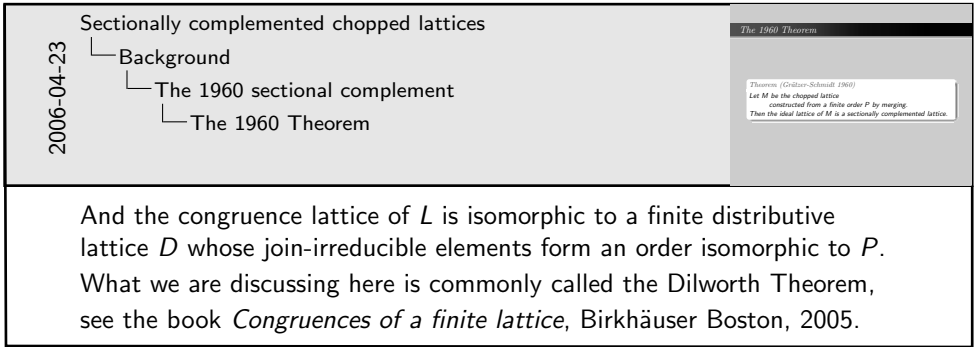 2006-04-23
Sectionally complemented chopped lattices
Background
The 1960 sectional complement
The 1960 Theorem
The 1960 Theorem
Theorem (Grätzer-Schmidt 1960)
Let M be the chopped lattice
constructed from a finite order P by merging.
Then the ideal lattice of M is a sectionally complemented lattice.
And the congruence lattice of L is isomorphic to a finite distributive
lattice D whose join-irreducible elements form an order isomorphic to P.
What we are discussing here is commonly called the Dilworth Theorem,
see the book Congruences of a finite lattice, Birkhäuser Boston, 2005.